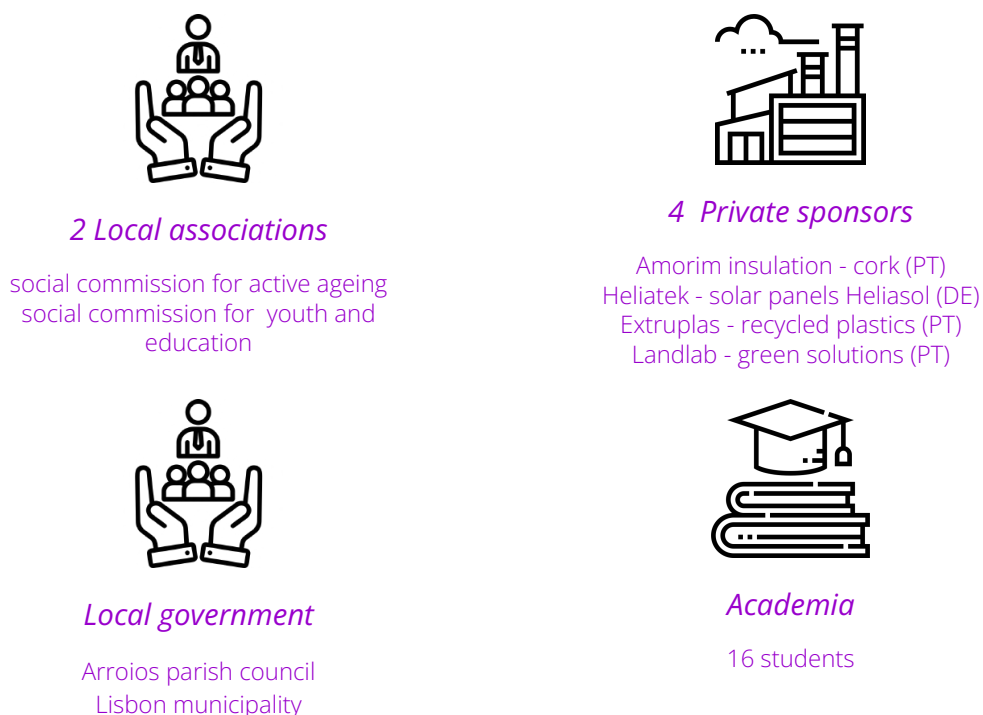 2 Local associations
social commission for active ageing
social commission for youth and
education
4 Private sponsors
Amorim insulation - cork (PT)
Heliatek - solar panels Heliasol (DE)
Extruplas - recycled plastics (PT)
Landlab - green solutions (PT)
Local government
Arroios parish council
Lisbon municipality
Academia
16 students